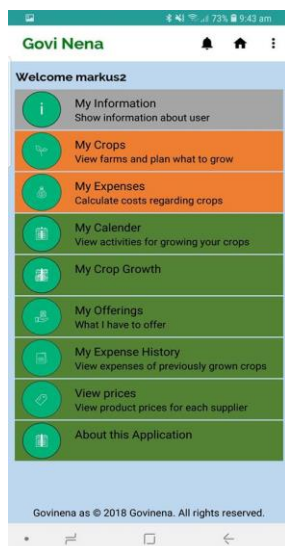 73% 9:43 am
Govi Nena
Welcome markus2
My Information
Show information about user
My Crops
View farms and plan what to grow
My Expenses
Calculate costs regarding crops
My Calender
View activities for growing your crops
My Crop Growth
My Offerings
What I have to offer
My Expense History
View expenses of previously grown crops
View prices
View product prices for each supplier
About this Application
Govinena as © 2018 Govinena. All rights reserved.